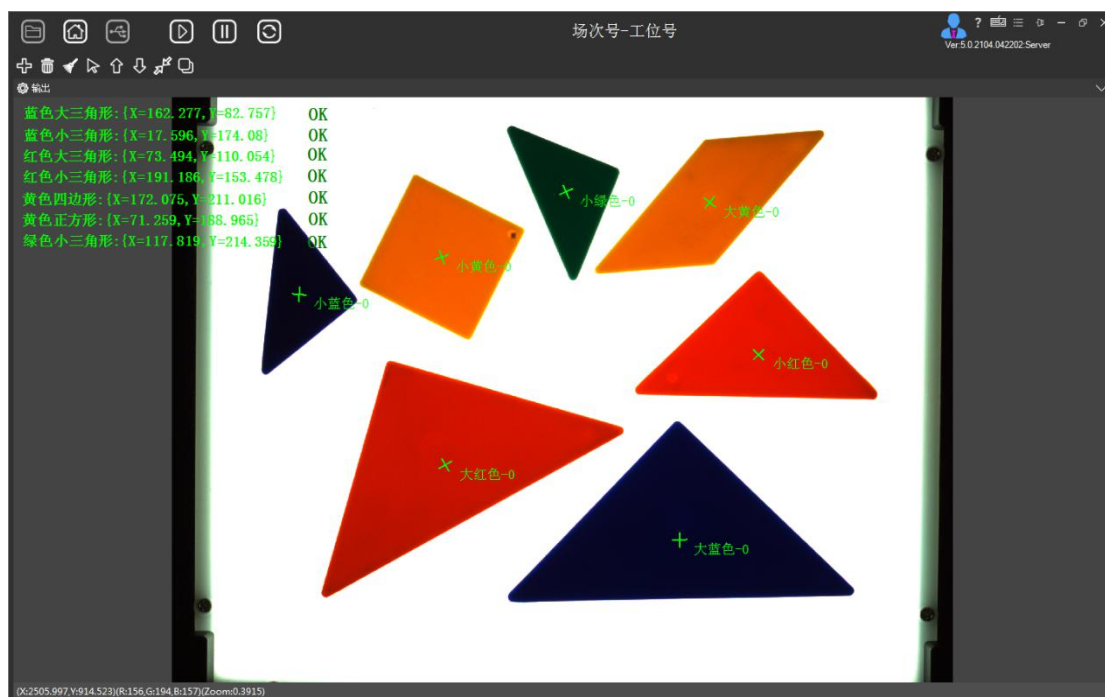 场次号-工位号
?
Ver:5.0.2104.042202:Server
输出
蓝色大三角形:{X=162.277,Y=82.757} OK
蓝色小三角形:{X=17.596,Y=174.08} OK
红色大三角形:{X=73.494,Y=110.054} OK
红色小三角形:{X=191.186,Y=153.478} OK
黄色四边形:{X=172.075,Y=211.016} OK
黄色正方形:{X=71.259,Y=188.965} OK
绿色小三角形:{X=117.819,Y=214.359} OK
小绿色-0
大黄色-0
小黄色-0
小蓝色-0
小红色-0
大红色-0
大蓝色-0
(X:2505.997,Y:914.523)(R:156,G:194,B:157)(Zoom:0.3915)